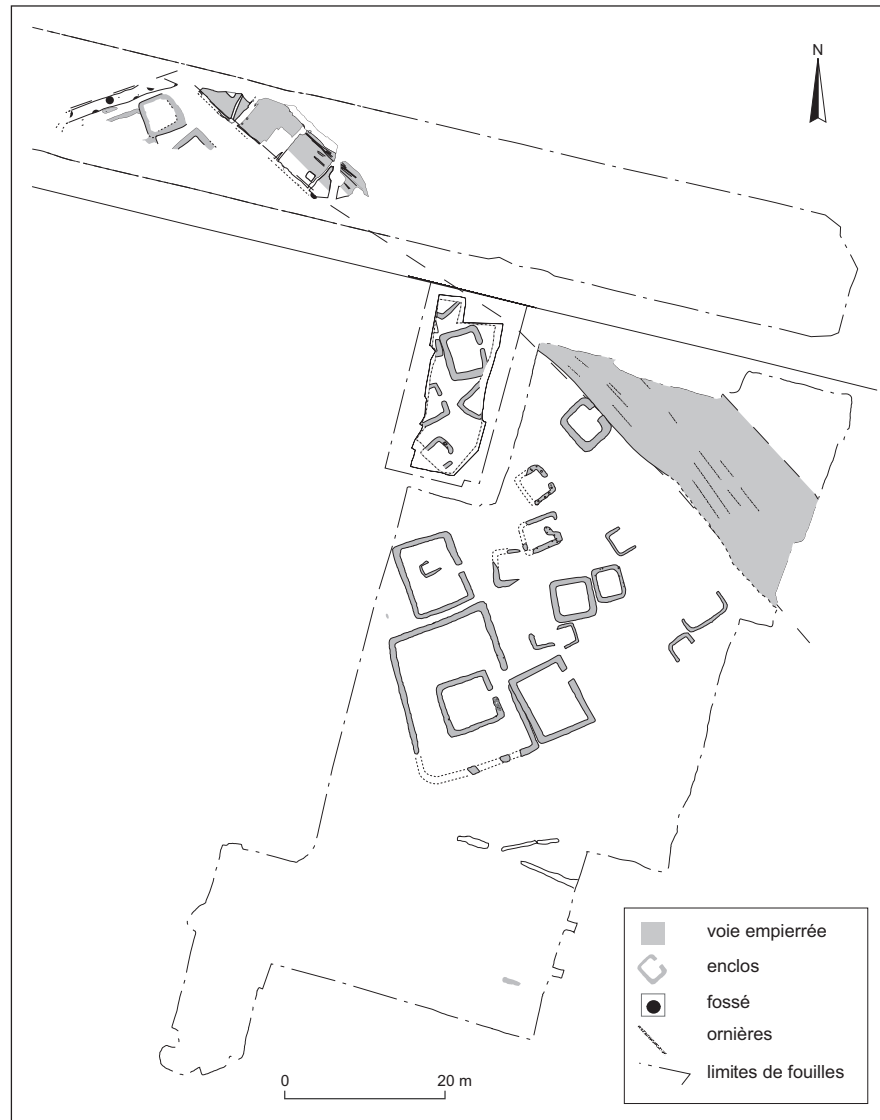 N
voie empierrée
enclos
fossé
ornières
limites de fouilles
0 20 m